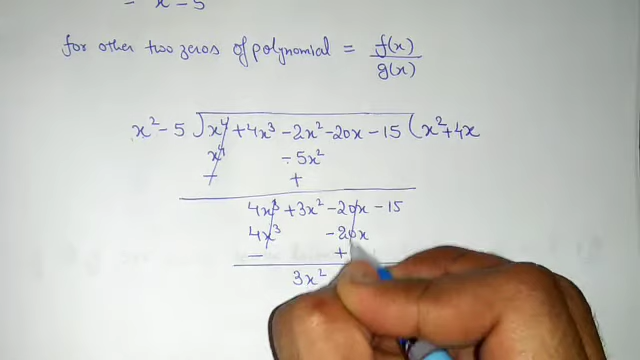 = x - 5
for other two zeros of polynomial = f(x)/g(x)
x² - 5 ) x⁴ + 4x³ - 2x² - 20x - 15 ( x² + 4x
x⁴ - 5x²
- +
4x³ + 3x² - 20x - 15
4x³ - 20x
- +
3x²